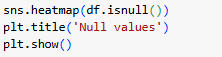 sns.heatmap(df.isnull())
plt.title('Null values')
plt.show()